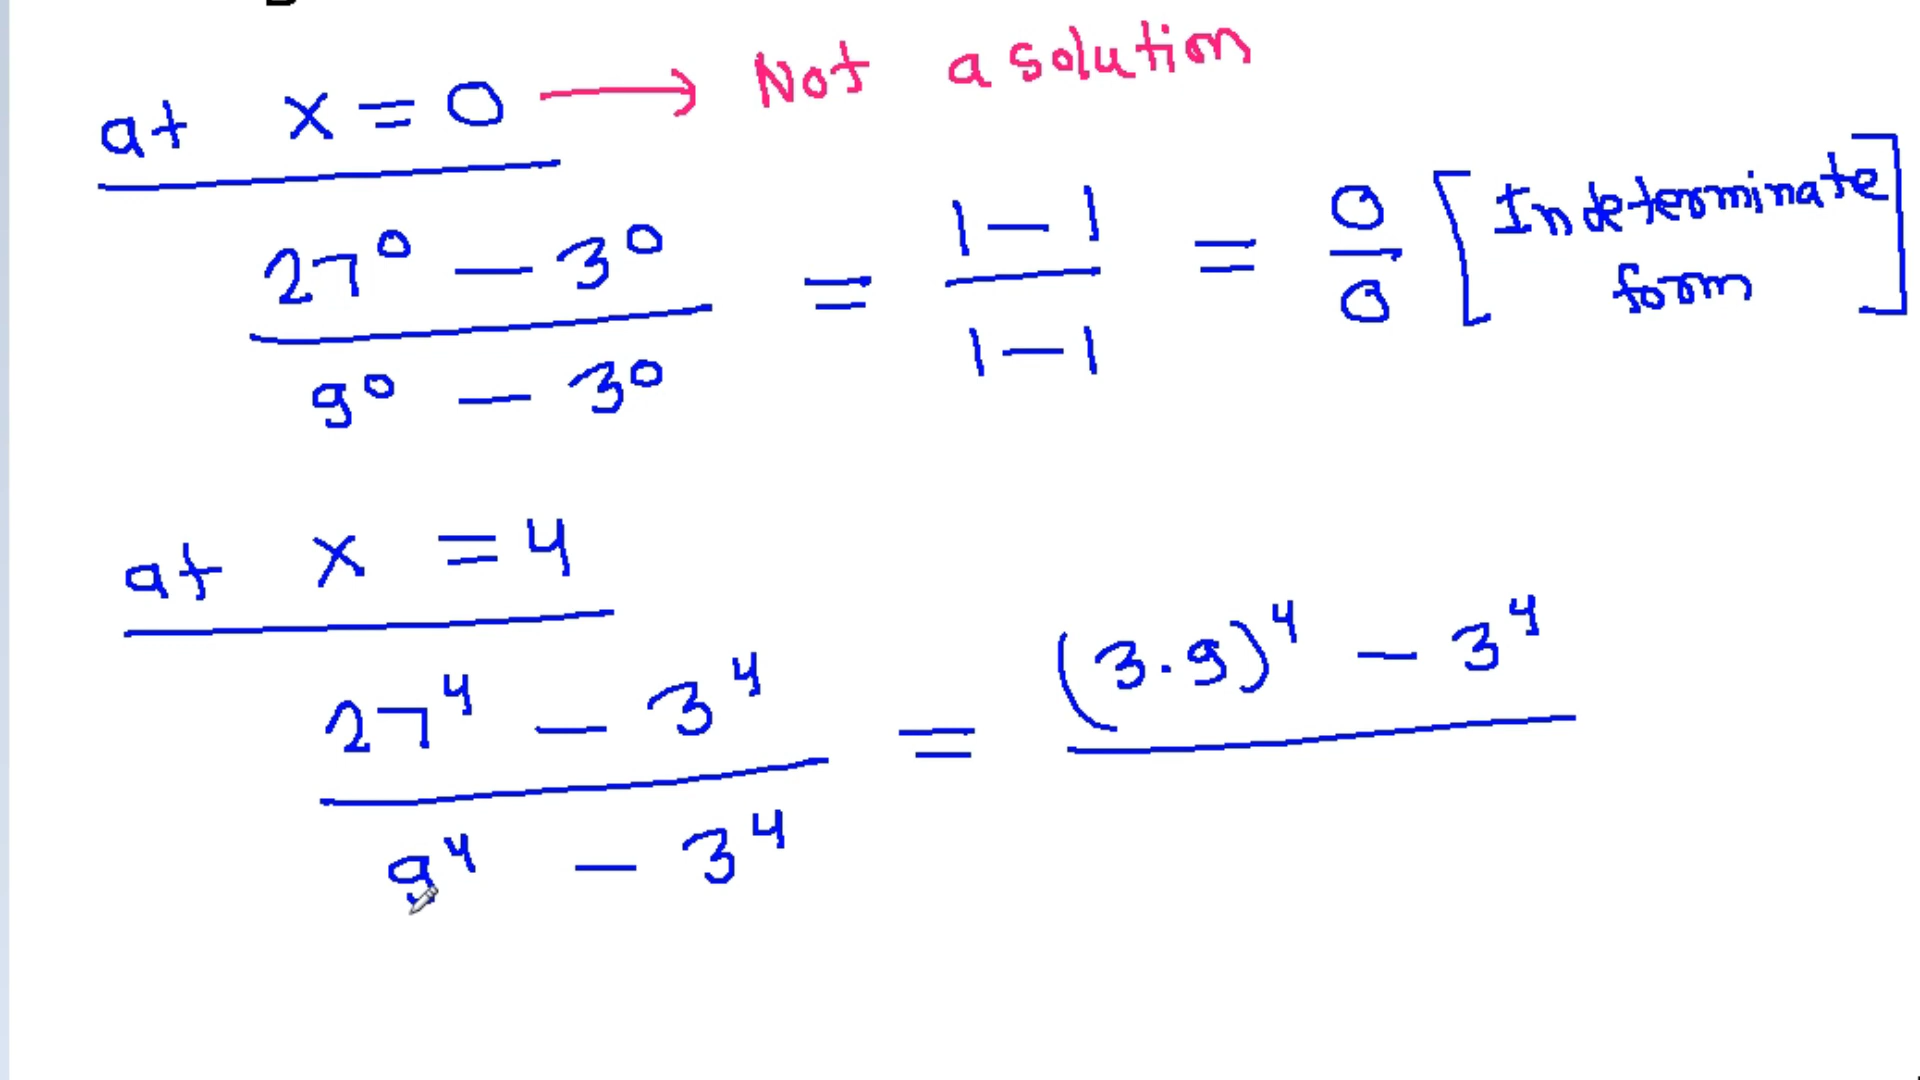 at x = 0 → Not a solution
27⁰ − 3⁰ / 9⁰ − 3⁰ = 1 − 1 / 1 − 1 = 0 / 0 [Indeterminate form]
at x = 4
27⁴ − 3⁴ / 9⁴ − 3⁴ = (3·9)⁴ − 3⁴